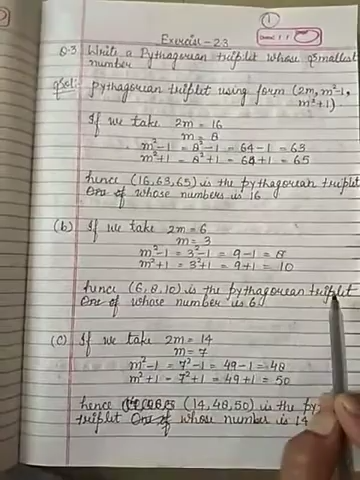 ①
Exercise - 2.3
Q.3 Write a Pythagorean triplet whose smallest
number
Sol: pythagorean triplet using form (2m, m²-1,
m²+1).
If we take 2m = 16
m = 8
m²-1 = 8²-1 = 64-1 = 63
m²+1 = 8²+1 = 64+1 = 65
hence (16,63,65) is the pythagorean triplet
One of whose number is 16
(b) If we take 2m = 6
m = 3
m²-1 = 3²-1 = 9-1 = 8
m²+1 = 3²+1 = 9+1 = 10
hence (6,8,10) is the pythagorean triplet
One of whose number is 6
(C) If we take 2m = 14
m = 7
m²-1 = 7²-1 = 49-1 = 48
m²+1 = 7²+1 = 49+1 = 50
hence (14,48,50) is the py
triplet One of whose number is 14